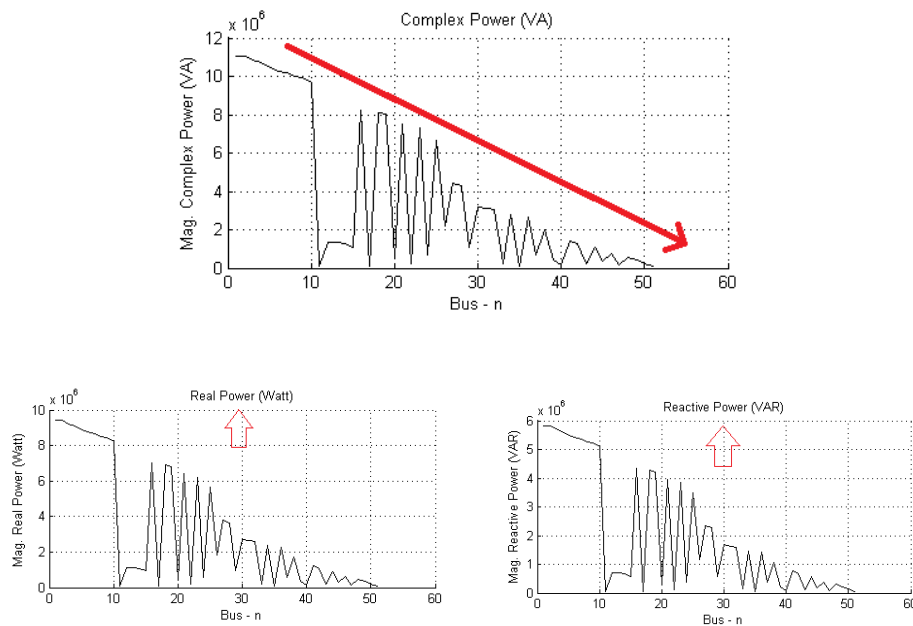 Complex Power (VA)
x 10^6
Mag. Complex Power (VA)
12
10
8
6
4
2
0
0 10 20 30 40 50 60
Bus - n
Real Power (Watt)
x 10^6
Mag. Real Power (Watt)
10
8
6
4
2
0
0 10 20 30 40 50 60
Bus - n
Reactive Power (VAR)
x 10^6
Mag. Reactive Power (VAR)
6
5
4
3
2
1
0
0 10 20 30 40 50 60
Bus - n